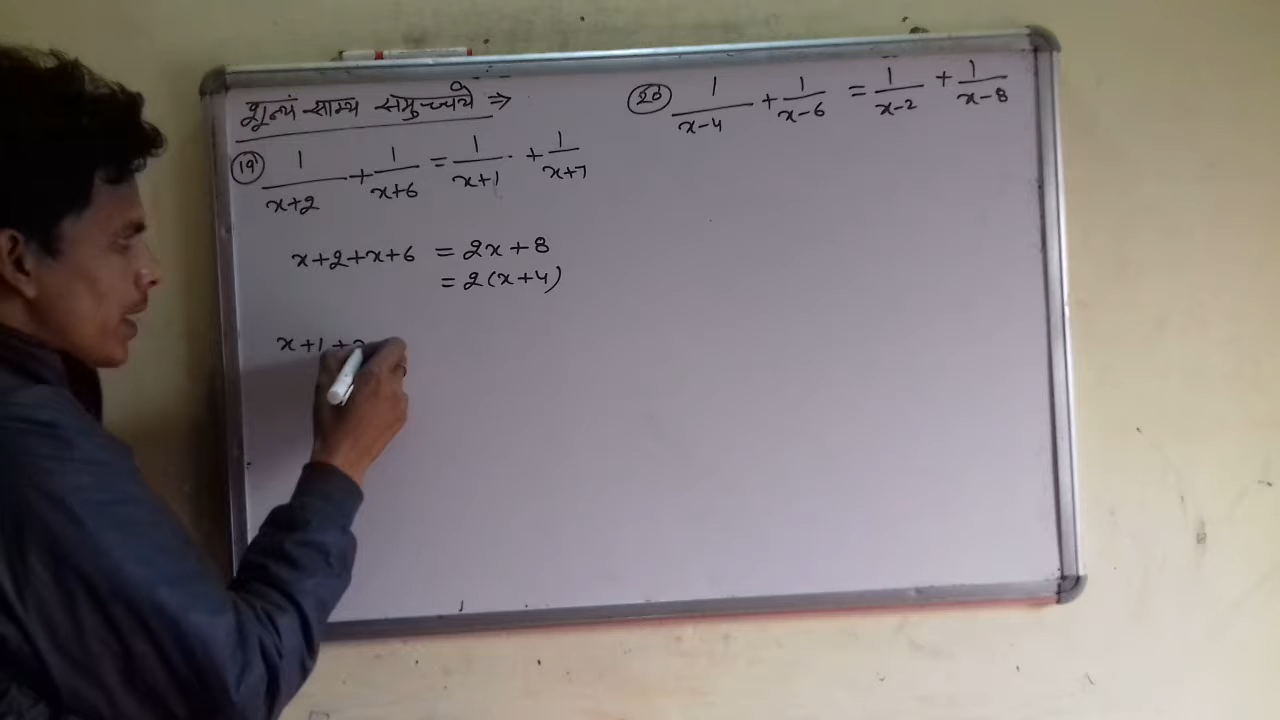 शून्यं साम्य समुच्चये ⇒
(19) 1/(x+2) + 1/(x+6) = 1/(x+1) + 1/(x+7)
x+2+x+6 = 2x+8
= 2(x+4)
x+1+
(20) 1/(x-4) + 1/(x-6) = 1/(x-2) + 1/(x-8)